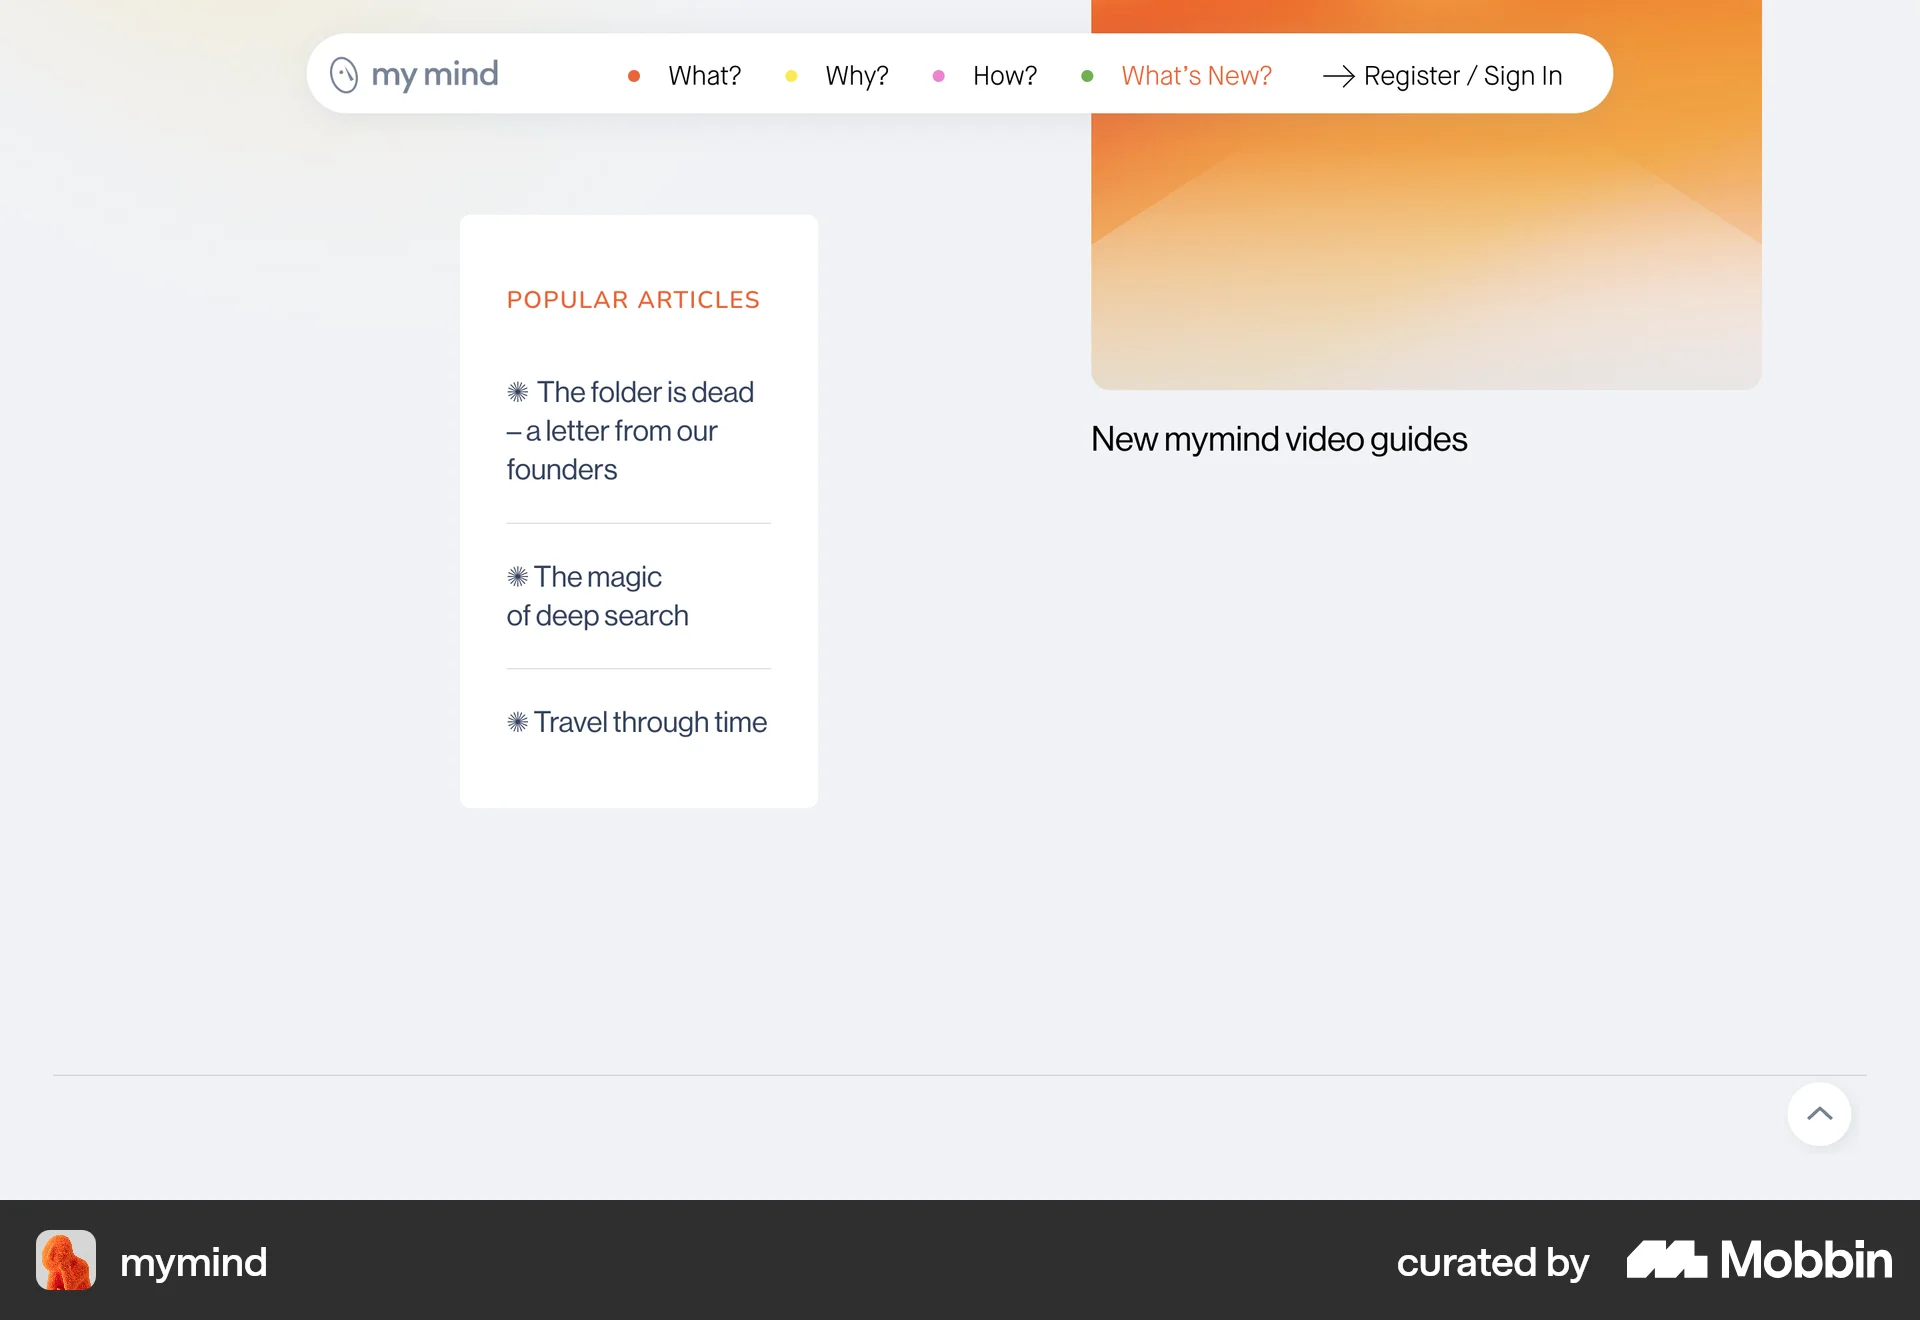 my mind
What?
Why?
How?
What's New?
Register / Sign In
POPULAR ARTICLES
The folder is dead
– a letter from our
founders
The magic
of deep search
Travel through time
New mymind video guides
mymind
curated by Mobbin